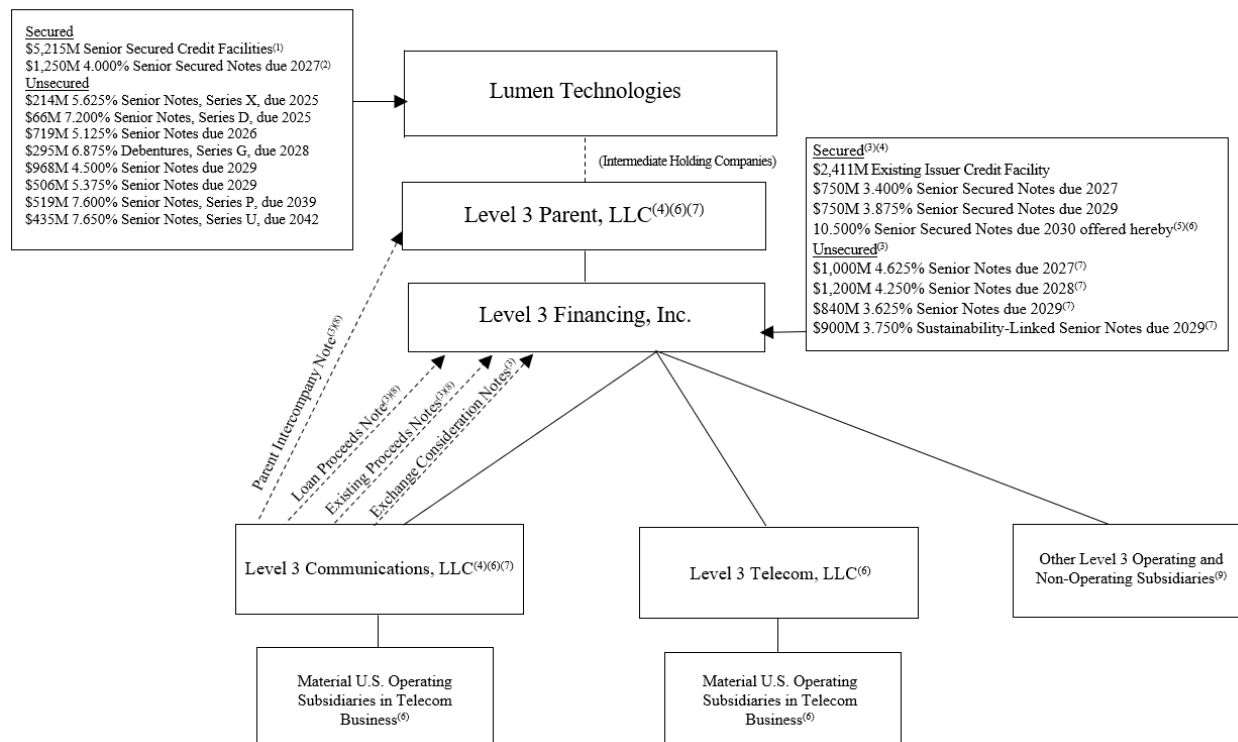 Secured
$5,215M Senior Secured Credit Facilities(1)
$1,250M 4.000% Senior Secured Notes due 2027(2)
Unsecured
$214M 5.625% Senior Notes, Series X, due 2025
$66M 7.200% Senior Notes, Series D, due 2025
$719M 5.125% Senior Notes due 2026
$295M 6.875% Debentures, Series G, due 2028
$968M 4.500% Senior Notes due 2029
$506M 5.375% Senior Notes due 2029
$519M 7.600% Senior Notes, Series P, due 2039
$435M 7.650% Senior Notes, Series U, due 2042
Lumen Technologies
(Intermediate Holding Companies)
Level 3 Parent, LLC(4)(6)(7)
Level 3 Financing, Inc.
Secured(3)(4)
$2,411M Existing Issuer Credit Facility
$750M 3.400% Senior Secured Notes due 2027
$750M 3.875% Senior Secured Notes due 2029
10.500% Senior Secured Notes due 2030 offered hereby(5)(6)
Unsecured(3)
$1,000M 4.625% Senior Notes due 2027(7)
$1,200M 4.250% Senior Notes due 2028(7)
$840M 3.625% Senior Notes due 2029(7)
$900M 3.750% Sustainability-Linked Senior Notes due 2029(7)
Parent Intercompany Note(3)(8)
Loan Proceeds Note(3)(8)
Existing Proceeds Notes(3)(8)
Exchange Consideration Notes(3)
Level 3 Communications, LLC(4)(6)(7)
Level 3 Telecom, LLC(6)
Other Level 3 Operating and
Non-Operating Subsidiaries(9)
Material U.S. Operating
Subsidiaries in Telecom
Business(6)
Material U.S. Operating
Subsidiaries in Telecom
Business(6)